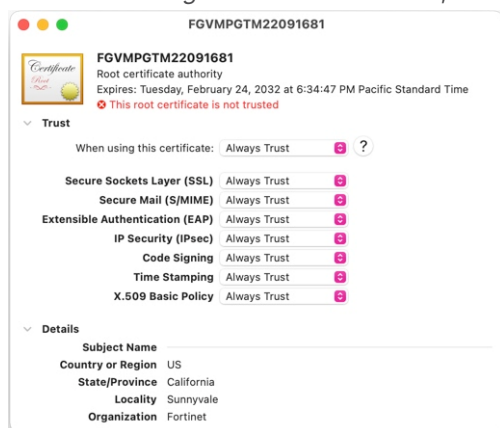 FGVMPGTM22091681
Certificate
Root
FGVMPGTM22091681
Root certificate authority
Expires: Tuesday, February 24, 2032 at 6:34:47 PM Pacific Standard Time
This root certificate is not trusted
Trust
When using this certificate: Always Trust ?
Secure Sockets Layer (SSL) Always Trust
Secure Mail (S/MIME) Always Trust
Extensible Authentication (EAP) Always Trust
IP Security (IPsec) Always Trust
Code Signing Always Trust
Time Stamping Always Trust
X.509 Basic Policy Always Trust
Details
Subject Name
Country or Region US
State/Province California
Locality Sunnyvale
Organization Fortinet